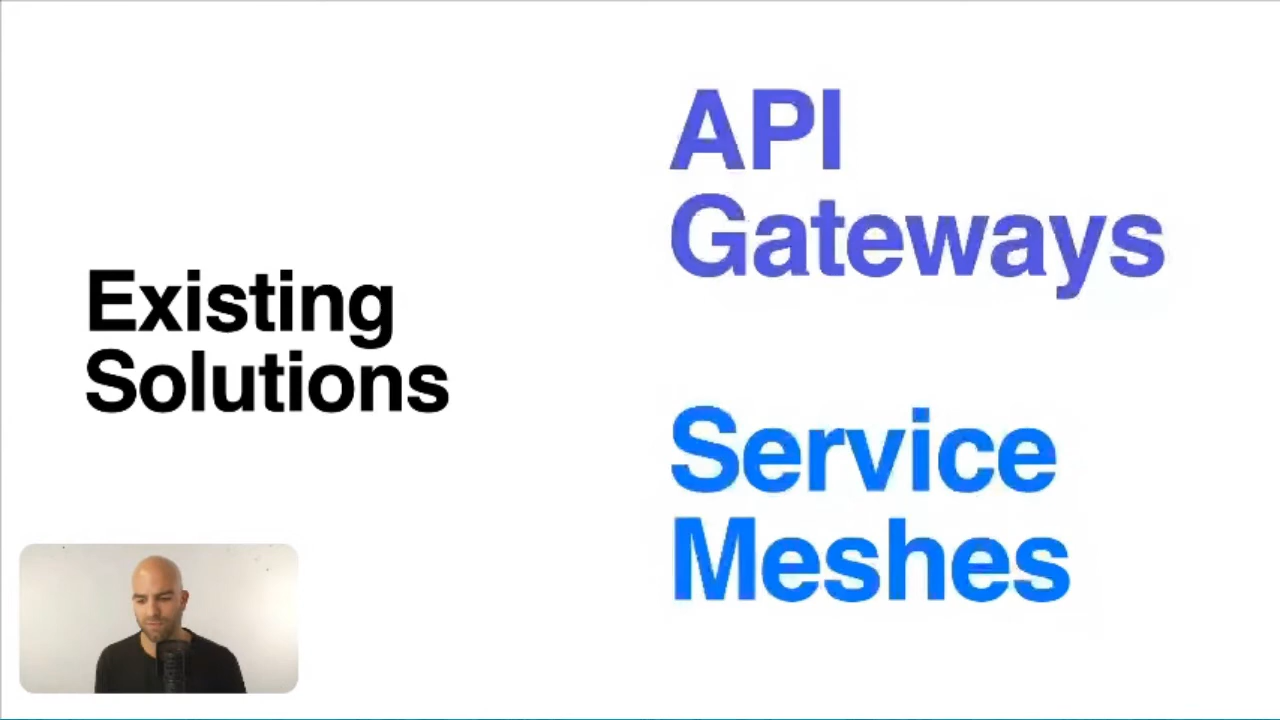 Existing
Solutions
API
Gateways
Service
Meshes